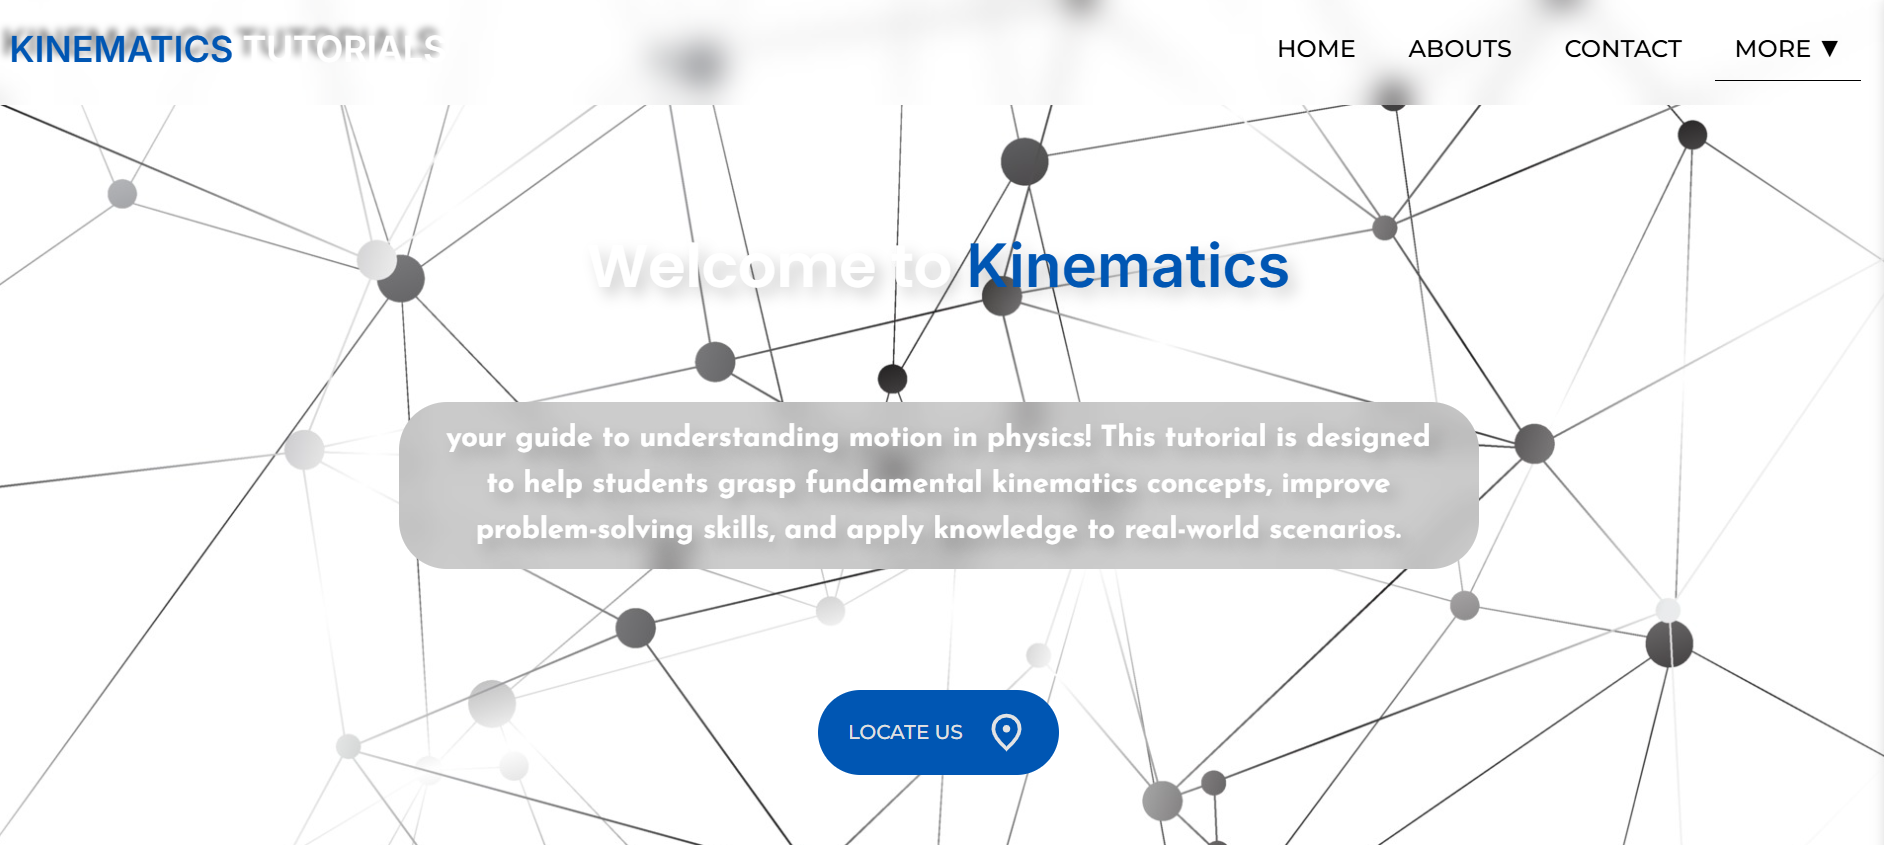 KINEMATICS TUTORIALS
HOME ABOUTS CONTACT MORE ▼
Welcome to Kinematics
your guide to understanding motion in physics! This tutorial is designed
to help students grasp fundamental kinematics concepts, improve
problem-solving skills, and apply knowledge to real-world scenarios.
LOCATE US